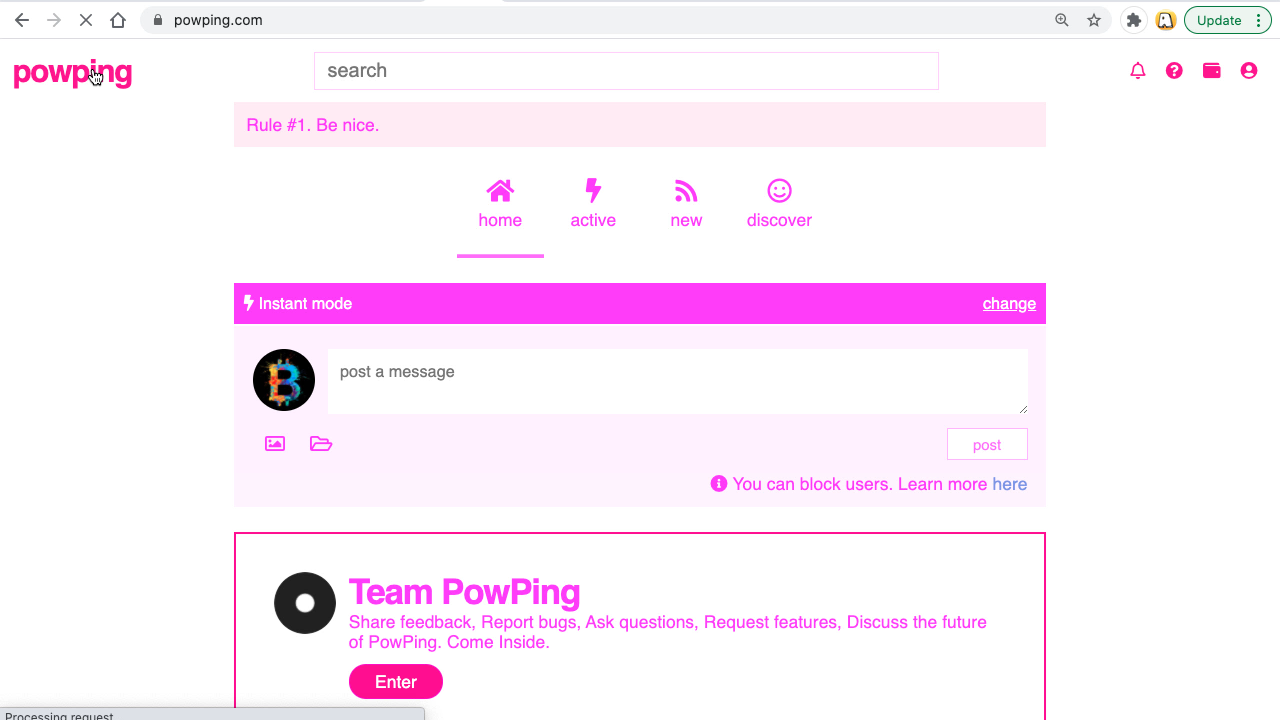 powping.com
Update
powping
search
Rule #1. Be nice.
home
active
new
discover
Instant mode
change
post a message
post
You can block users. Learn more here
Team PowPing
Share feedback, Report bugs, Ask questions, Request features, Discuss the future
of PowPing. Come Inside.
Enter
Processing request